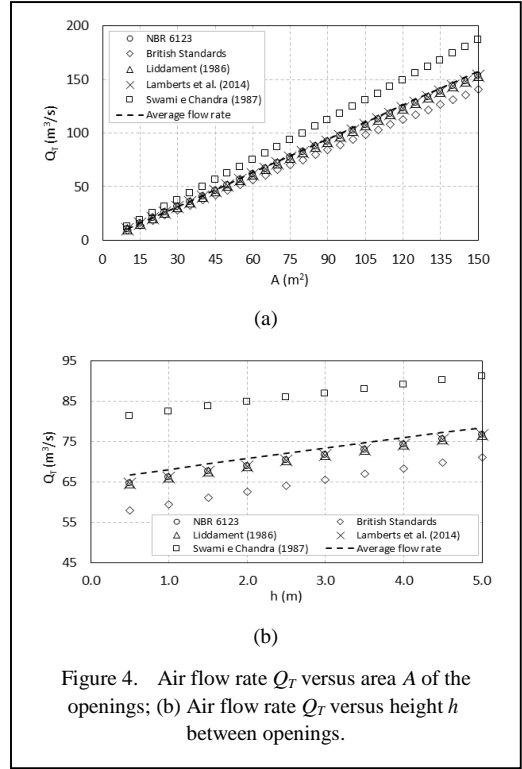 200
150
100
50
0
Qᴛ (m³/s)
NBR 6123
British Standards
Liddament (1986)
Lamberts et al. (2014)
Swami e Chandra (1987)
Average flow rate
0 15 30 45 60 75 90 105 120 135 150
A (m²)
(a)
95
85
75
65
55
45
Qᴛ (m³/s)
NBR 6123 British Standards
Liddament (1986) Lamberts et al. (2014)
Swami e Chandra (1987) Average flow rate
0.0 1.0 2.0 3.0 4.0 5.0
h (m)
(b)
Figure 4. Air flow rate Qᴛ versus area A of the
openings; (b) Air flow rate Qᴛ versus height h
between openings.